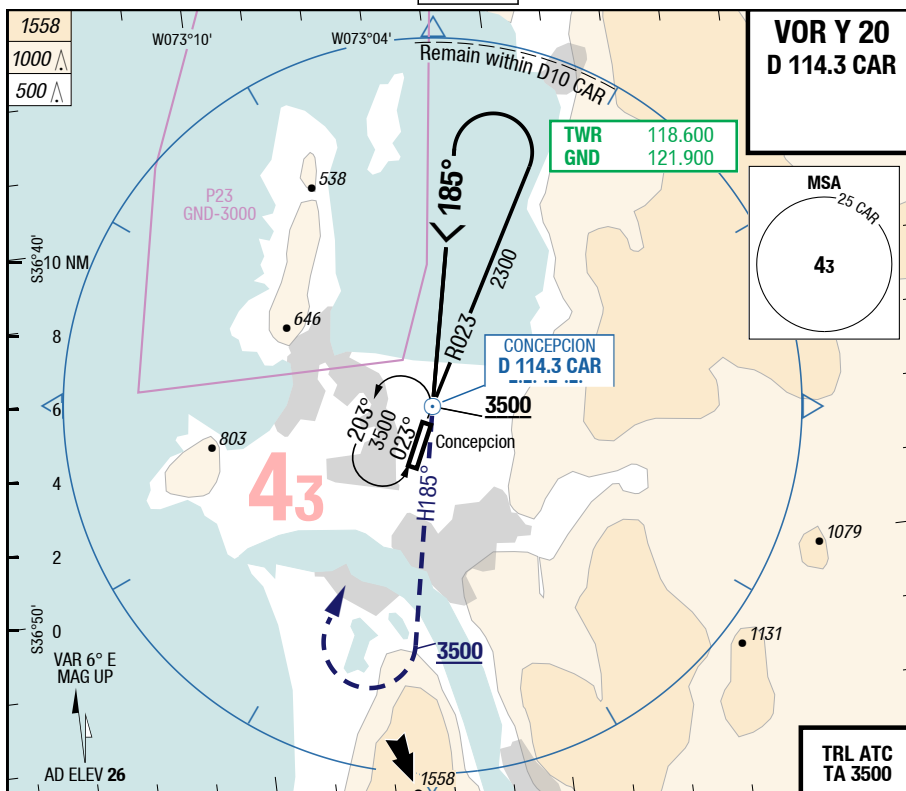 1558
1000
500
W073°10'
W073°04'
Remain within D10 CAR
VOR Y 20
D 114.3 CAR
TWR 118.600
GND 121.900
MSA
25 CAR
43
538
P23
GND-3000
185°
2300
R023
S36°40'
10 NM
8
6
4
2
0
646
CONCEPCION
D 114.3 CAR
3500
203°
3500
023°
Concepcion
803
43
H185°
1079
1131
S36°50'
3500
VAR 6° E
MAG UP
AD ELEV 26
1558
TRL ATC
TA 3500